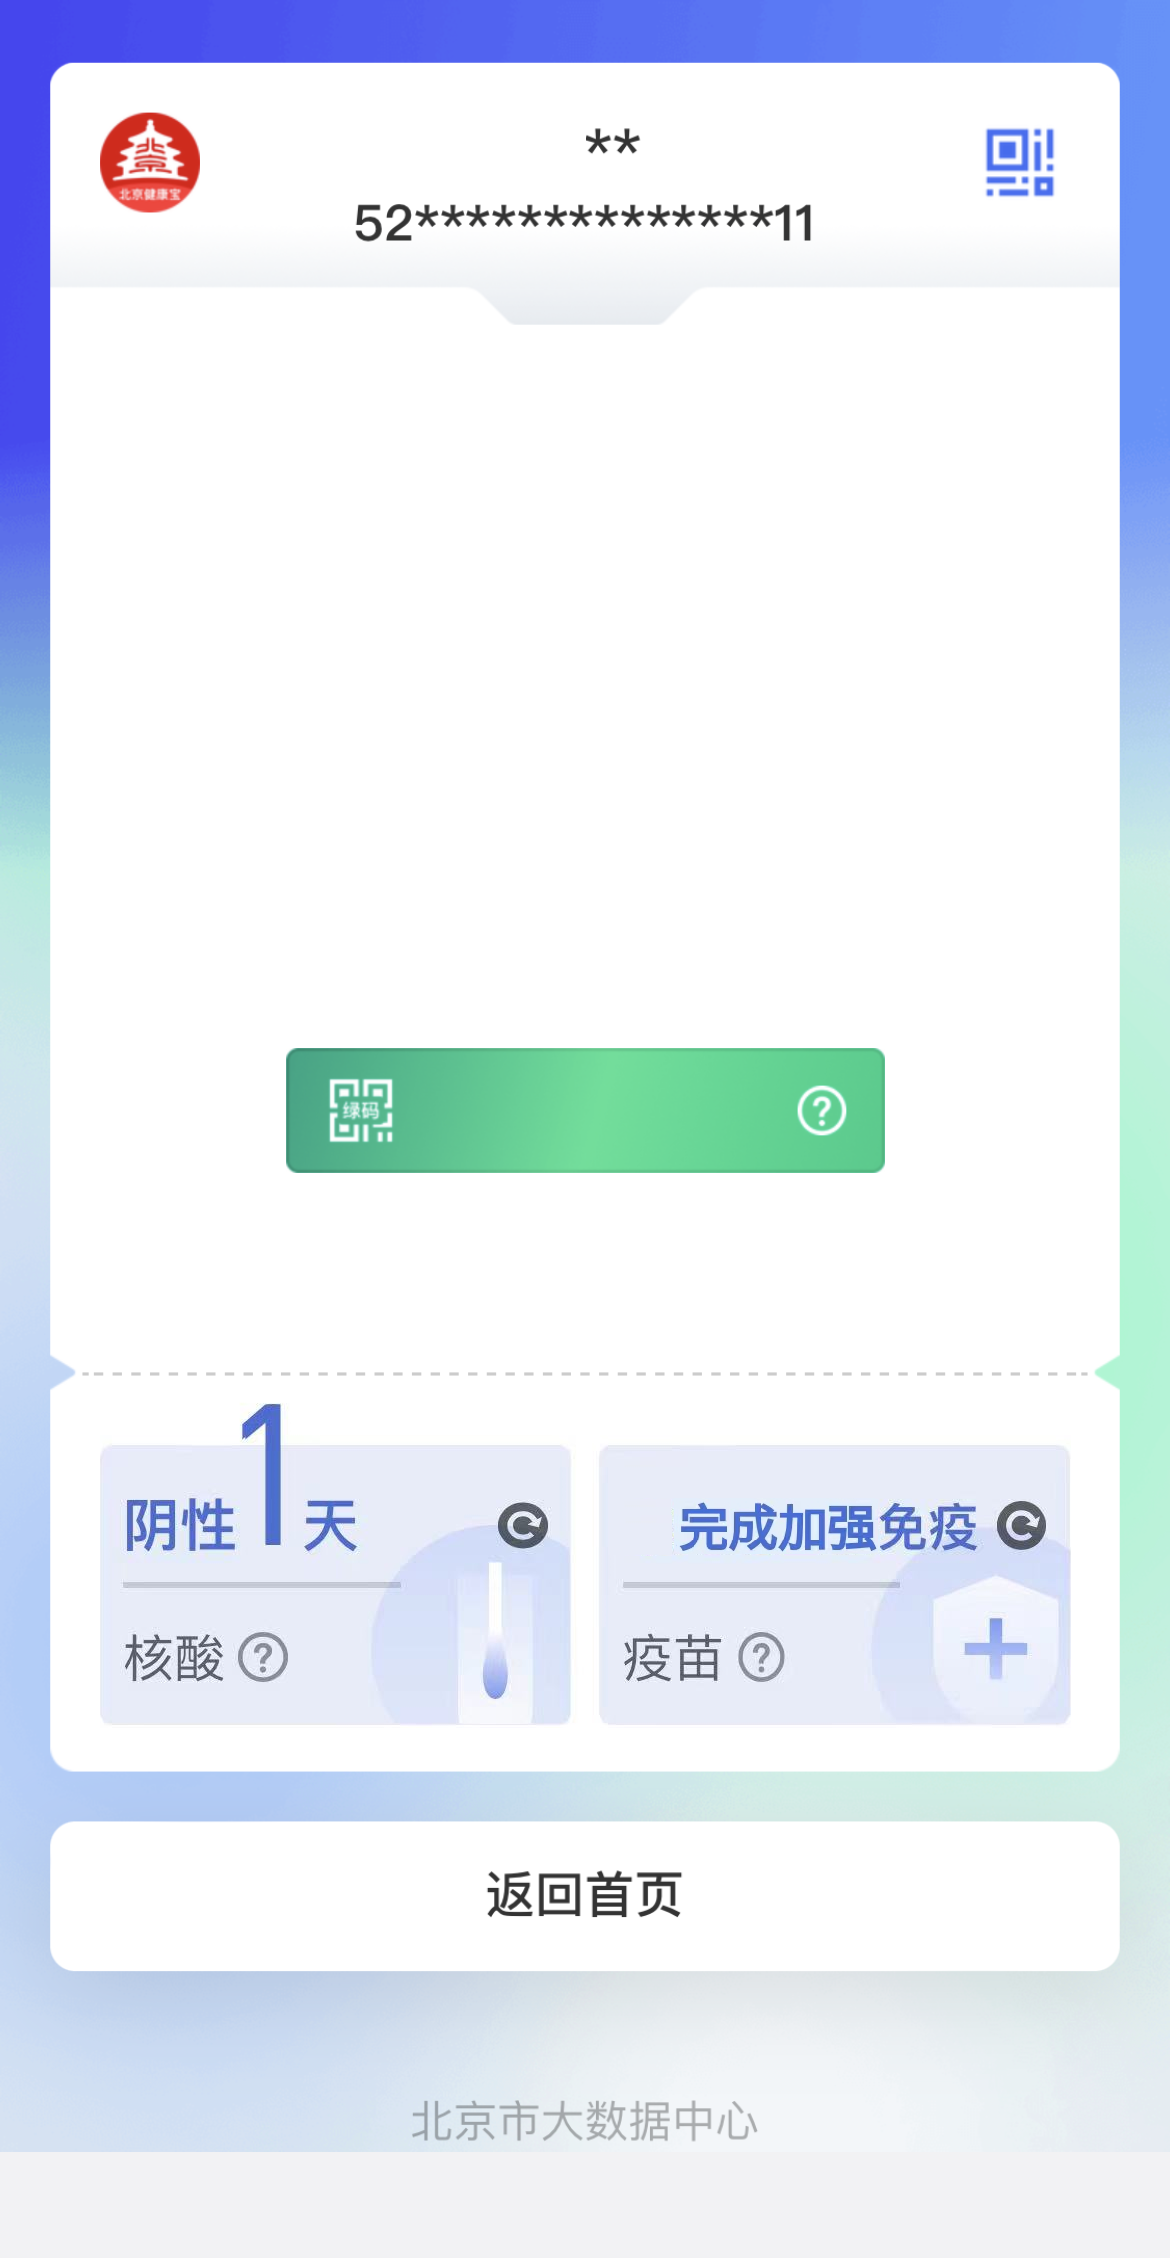 北京健康宝
**
52**************11
绿码
阴性1天
完成加强免疫
核酸
疫苗
返回首页
北京市大数据中心